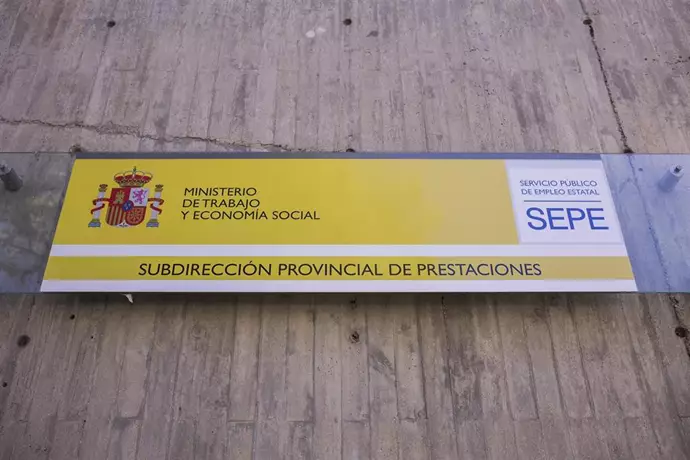 MINISTERIO
DE TRABAJO
Y ECONOMÍA SOCIAL
SERVICIO PÚBLICO
DE EMPLEO ESTATAL
SEPE
SUBDIRECCIÓN PROVINCIAL DE PRESTACIONES